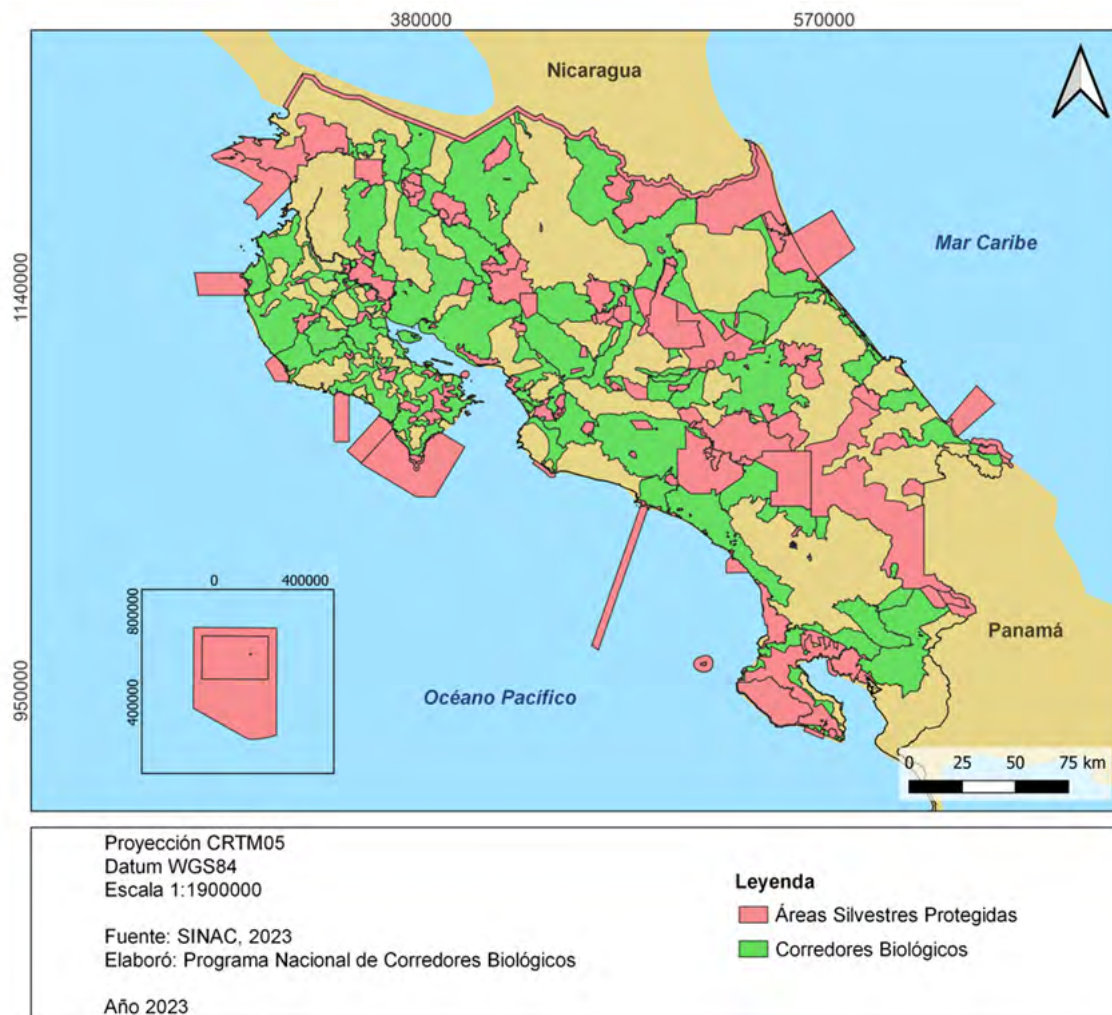 380000
570000
Nicaragua
Mar Caribe
1140000
0
400000
800000
400000
Panamá
950000
Océano Pacífico
0 25 50 75 km
Proyección CRTM05
Datum WGS84
Escala 1:1900000
Fuente: SINAC, 2023
Elaboró: Programa Nacional de Corredores Biológicos
Año 2023
Leyenda
Áreas Silvestres Protegidas
Corredores Biológicos